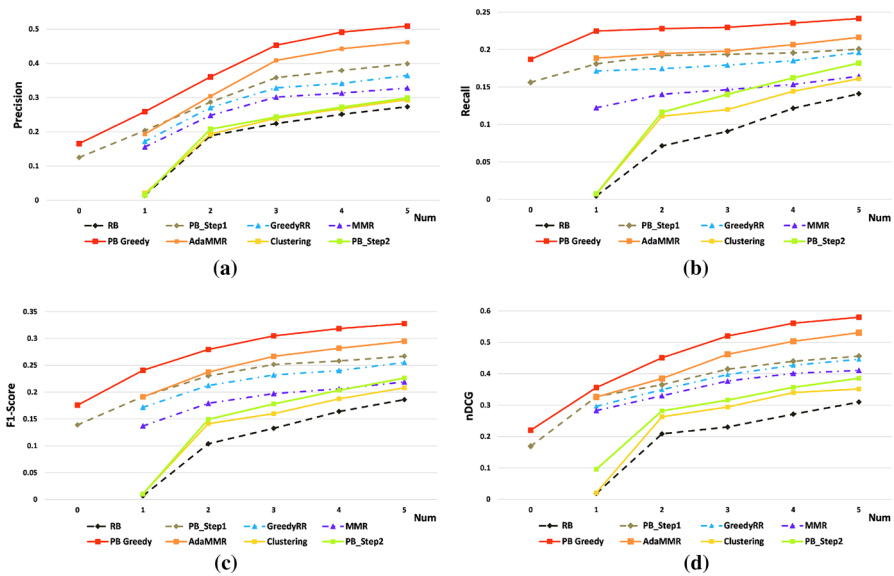 0.5
0.4
0.3
0.2
0.1
0
Precision
0 1 2 3 4 5 Num
RB PB_Step1 GreedyRR MMR
PB Greedy AdaMMR Clustering PB_Step2
(a)
0.25
0.2
0.15
0.1
0.05
0
Recall
0 1 2 3 4 5 Num
RB PB_Step1 GreedyRR MMR
PB Greedy AdaMMR Clustering PB_Step2
(b)
0.35
0.3
0.25
0.2
0.15
0.1
0.05
0
F1-Score
0 1 2 3 4 5 Num
RB PB_Step1 GreedyRR MMR
PB Greedy AdaMMR Clustering PB_Step2
(c)
0.6
0.5
0.4
0.3
0.2
0.1
0
nDCG
0 1 2 3 4 5 Num
RB PB_Step1 GreedyRR MMR
PB Greedy AdaMMR Clustering PB_Step2
(d)